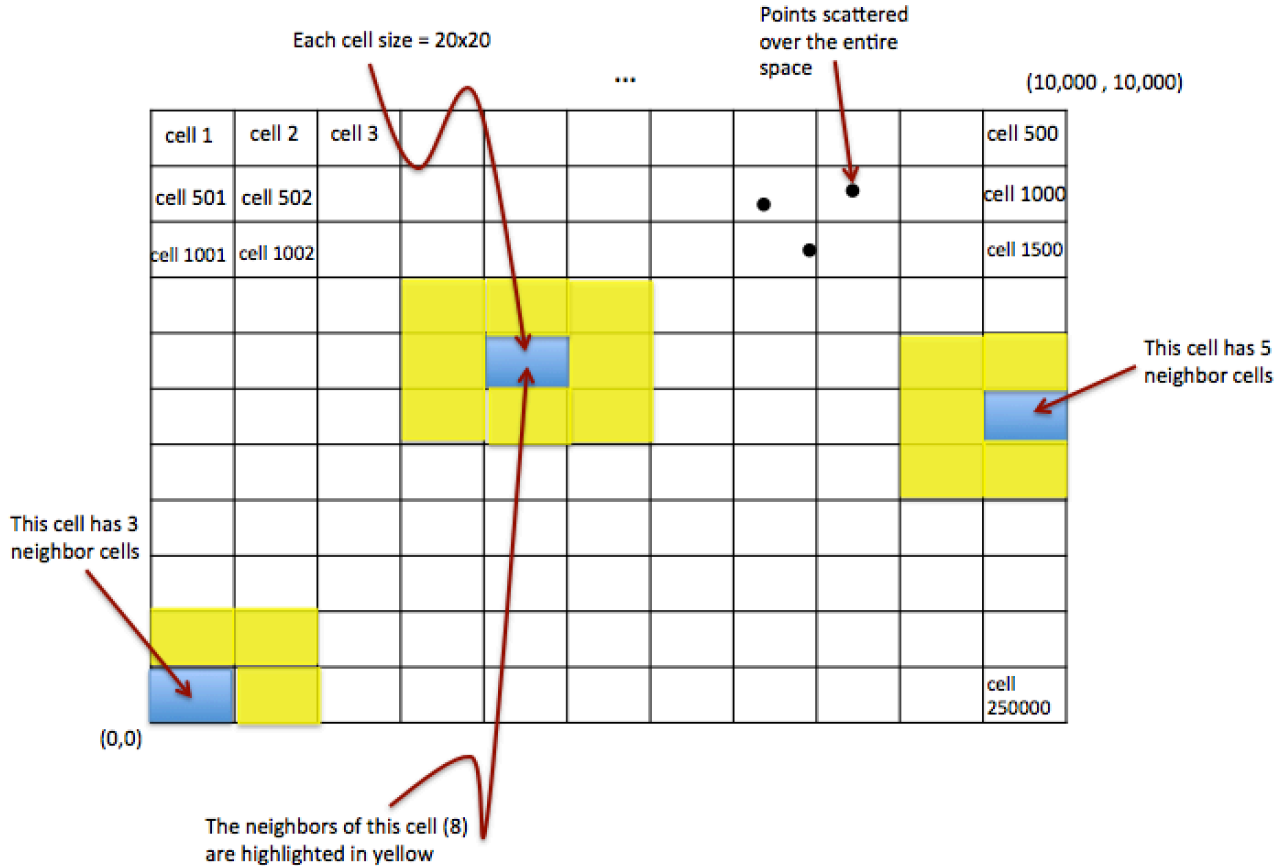 Points scattered
over the entire
space
Each cell size = 20x20
...
(10,000 , 10,000)
cell 1
cell 2
cell 3
cell 500
cell 501
cell 502
cell 1000
cell 1001
cell 1002
cell 1500
This cell has 5
neighbor cells
This cell has 3
neighbor cells
cell
250000
(0,0)
The neighbors of this cell (8)
are highlighted in yellow